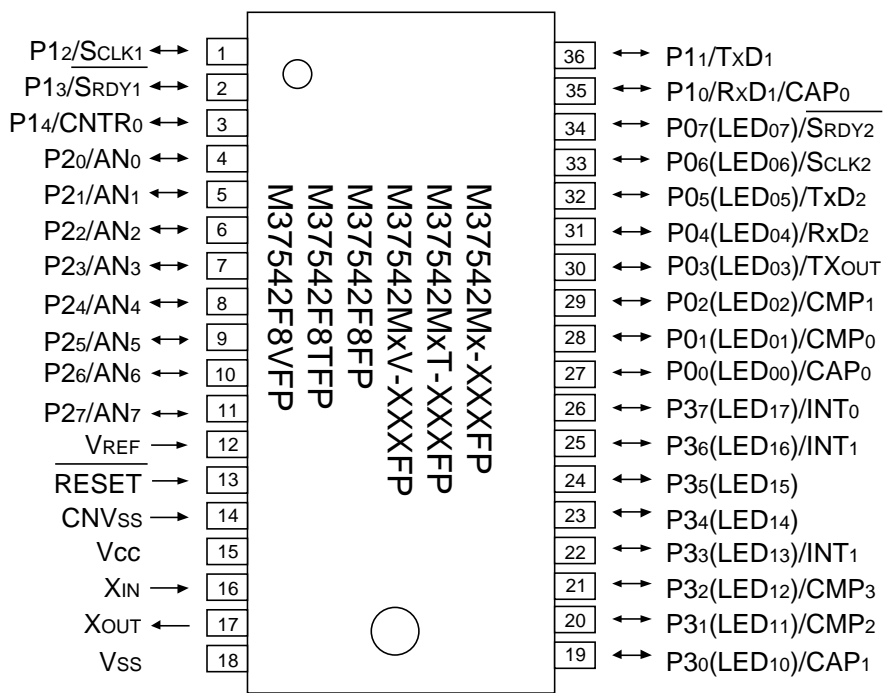 P12/SCLK1
P13/SRDY1
P14/CNTR0
P20/AN0
P21/AN1
P22/AN2
P23/AN3
P24/AN4
P25/AN5
P26/AN6
P27/AN7
VREF
RESET
CNVSS
Vcc
XIN
XOUT
VSS
1
2
3
4
5
6
7
8
9
10
11
12
13
14
15
16
17
18
M37542Mx-XXXFP
M37542MxT-XXXFP
M37542MxV-XXXFP
M37542F8FP
M37542F8TFP
M37542F8VFP
36
35
34
33
32
31
30
29
28
27
26
25
24
23
22
21
20
19
P11/TXD1
P10/RXD1/CAP0
P07(LED07)/SRDY2
P06(LED06)/SCLK2
P05(LED05)/TxD2
P04(LED04)/RxD2
P03(LED03)/TXOUT
P02(LED02)/CMP1
P01(LED01)/CMP0
P00(LED00)/CAP0
P37(LED17)/INT0
P36(LED16)/INT1
P35(LED15)
P34(LED14)
P33(LED13)/INT1
P32(LED12)/CMP3
P31(LED11)/CMP2
P30(LED10)/CAP1